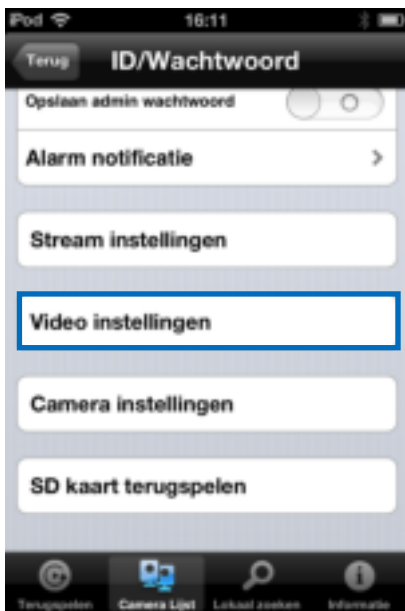 iPod 16:11
Terug ID/Wachtwoord
Opslaan admin wachtwoord
Alarm notificatie
Stream instellingen
Video instellingen
Camera instellingen
SD kaart terugspelen
Terugspelen Camera Lijst Lokaal zoeken Informatie